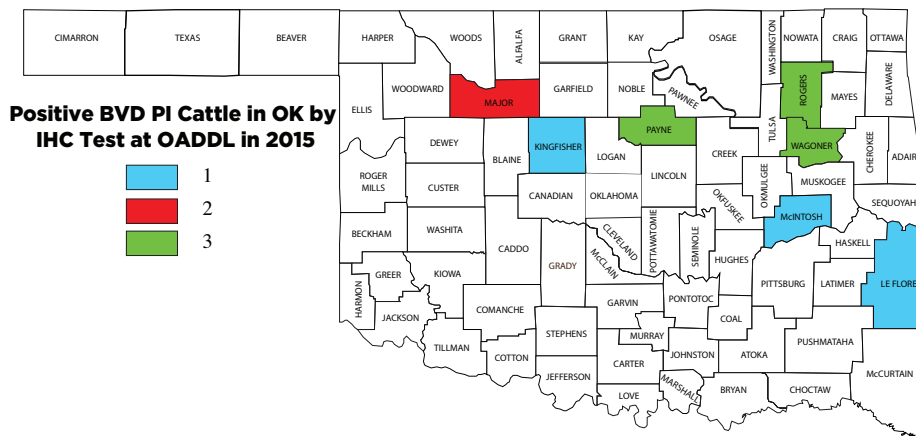 CIMARRON
TEXAS
BEAVER
HARPER
WOODS
ALFALFA
GRANT
KAY
OSAGE
WASHINGTON
NOWATA
CRAIG
OTTAWA
ELLIS
WOODWARD
MAJOR
GARFIELD
NOBLE
PAWNEE
ROGERS
MAYES
DELAWARE
Positive BVD PI Cattle in OK by
IHC Test at OADDL in 2015
1
2
3
DEWEY
BLAINE
KINGFISHER
LOGAN
PAYNE
CREEK
TULSA
WAGONER
CHEROKEE
ADAIR
ROGER
MILLS
CUSTER
CANADIAN
OKLAHOMA
LINCOLN
OKFUSKEE
OKMULGEE
MUSKOGEE
SEQUOYAH
BECKHAM
WASHITA
CADDO
GRADY
McCLAIN
CLEVELAND
POTTAWATOMIE
SEMINOLE
HUGHES
McINTOSH
HASKELL
HARMON
GREER
KIOWA
PITTSBURG
LATIMER
LE FLORE
JACKSON
COMANCHE
GARVIN
PONTOTOC
COAL
TILLMAN
COTTON
STEPHENS
MURRAY
CARTER
JOHNSTON
ATOKA
PUSHMATAHA
McCURTAIN
JEFFERSON
LOVE
MARSHALL
BRYAN
CHOCTAW